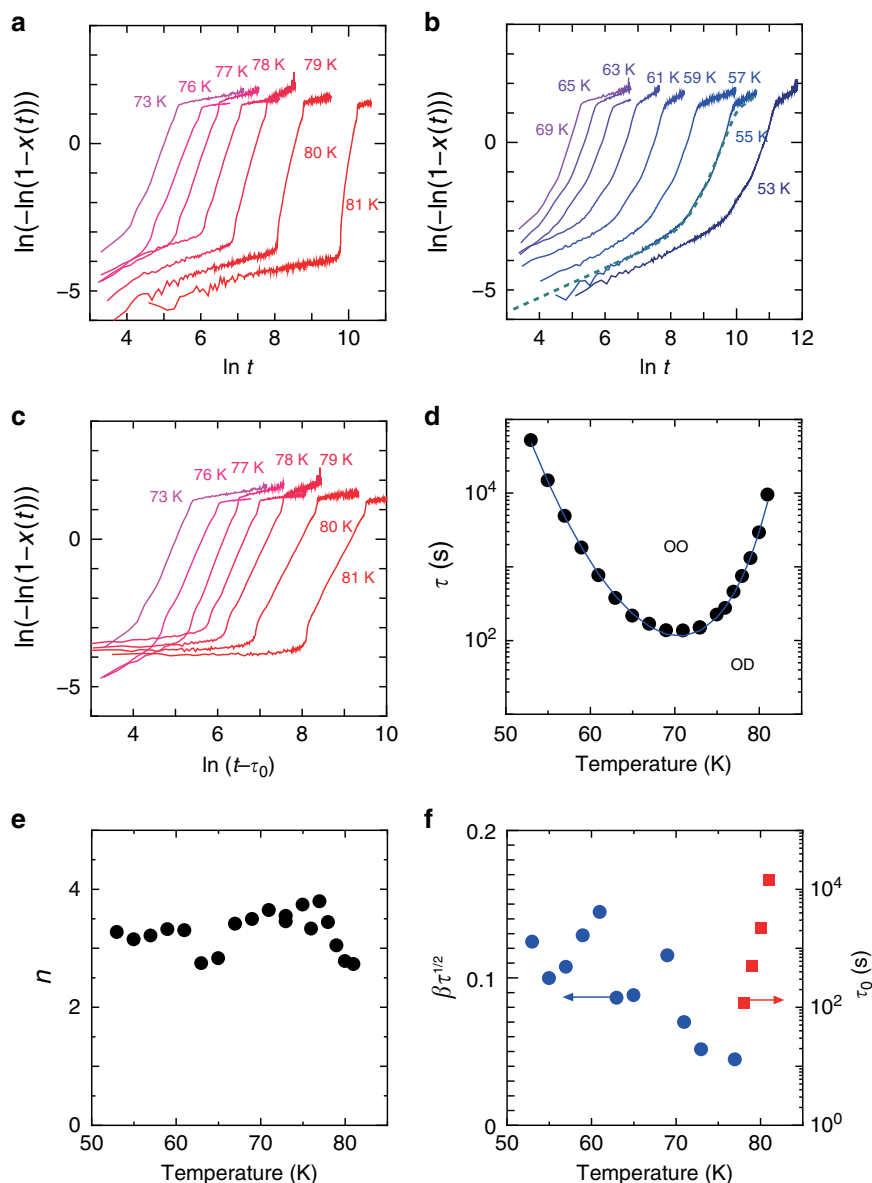 a
73 K
76 K
77 K
78 K
79 K
80 K
81 K
0
−5
ln(−ln(1−x(t)))
4
6
8
10
ln t
b
69 K
65 K
63 K
61 K
59 K
57 K
55 K
53 K
0
−5
ln(−ln(1−x(t)))
4
6
8
10
12
ln t
c
73 K
76 K
77 K
78 K
79 K
80 K
81 K
0
−5
ln(−ln(1−x(t)))
4
6
8
10
ln (t−τ0)
d
10^4
10^2
τ (s)
OO
OD
50
60
70
80
Temperature (K)
e
0
2
4
n
50
60
70
80
Temperature (K)
f
0.2
0.1
0
βτ^1/2
10^4
10^2
10^0
τ0 (s)
50
60
70
80
Temperature (K)